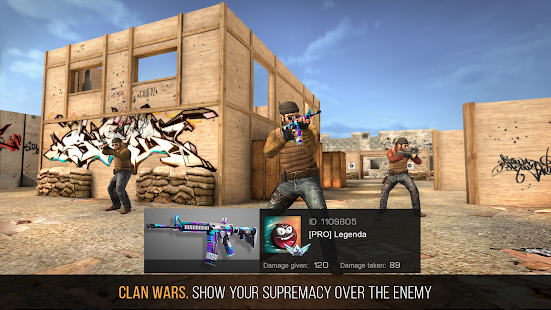 ID 1109805
[PRO] Legenda
Damage given: 120 Damage taken: 89
CLAN WARS. SHOW YOUR SUPREMACY OVER THE ENEMY